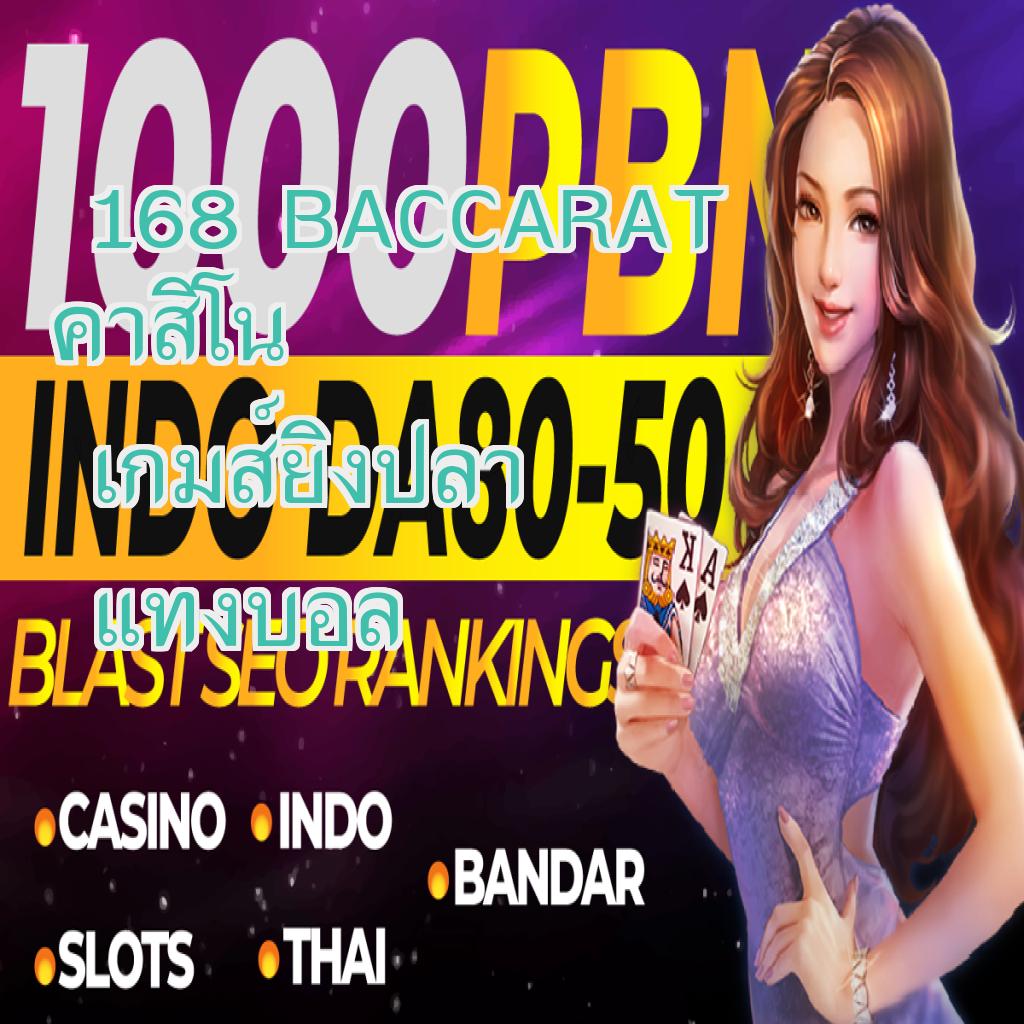 1000PBN
168 BACCARAT
คาสิโน
INDO DA80-50
เกมส์ยิงปลา
แทงบอล
BLAST SEO RANKINGS
CASINO
INDO
BANDAR
SLOTS
THAI
K
A